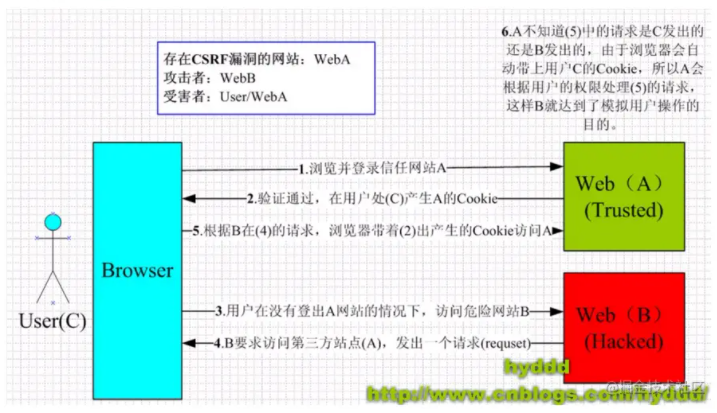 存在CSRF漏洞的网站：WebA
攻击者：WebB
受害者：User/WebA
6.A不知道(5)中的请求是C发出的
还是B发出的，由于浏览器会自
动带上用户C的Cookie，所以A会
根据用户的权限处理(5)的请求，
这样B就达到了模拟用户操作的
目的。
1.浏览并登录信任网站A
2.验证通过，在用户处(C)产生A的Cookie
5.根据B在(4)的请求，浏览器带着(2)出产生的Cookie访问A
Web（A）
(Trusted)
Browser
User(C)
3.用户在没有登出A网站的情况下，访问危险网站B
4.B要求访问第三方站点(A)，发出一个请求(requset)
Web（B）
(Hacked)
hyddd
http://www.cnblogs.com/hyddd/
@掘金技术社区